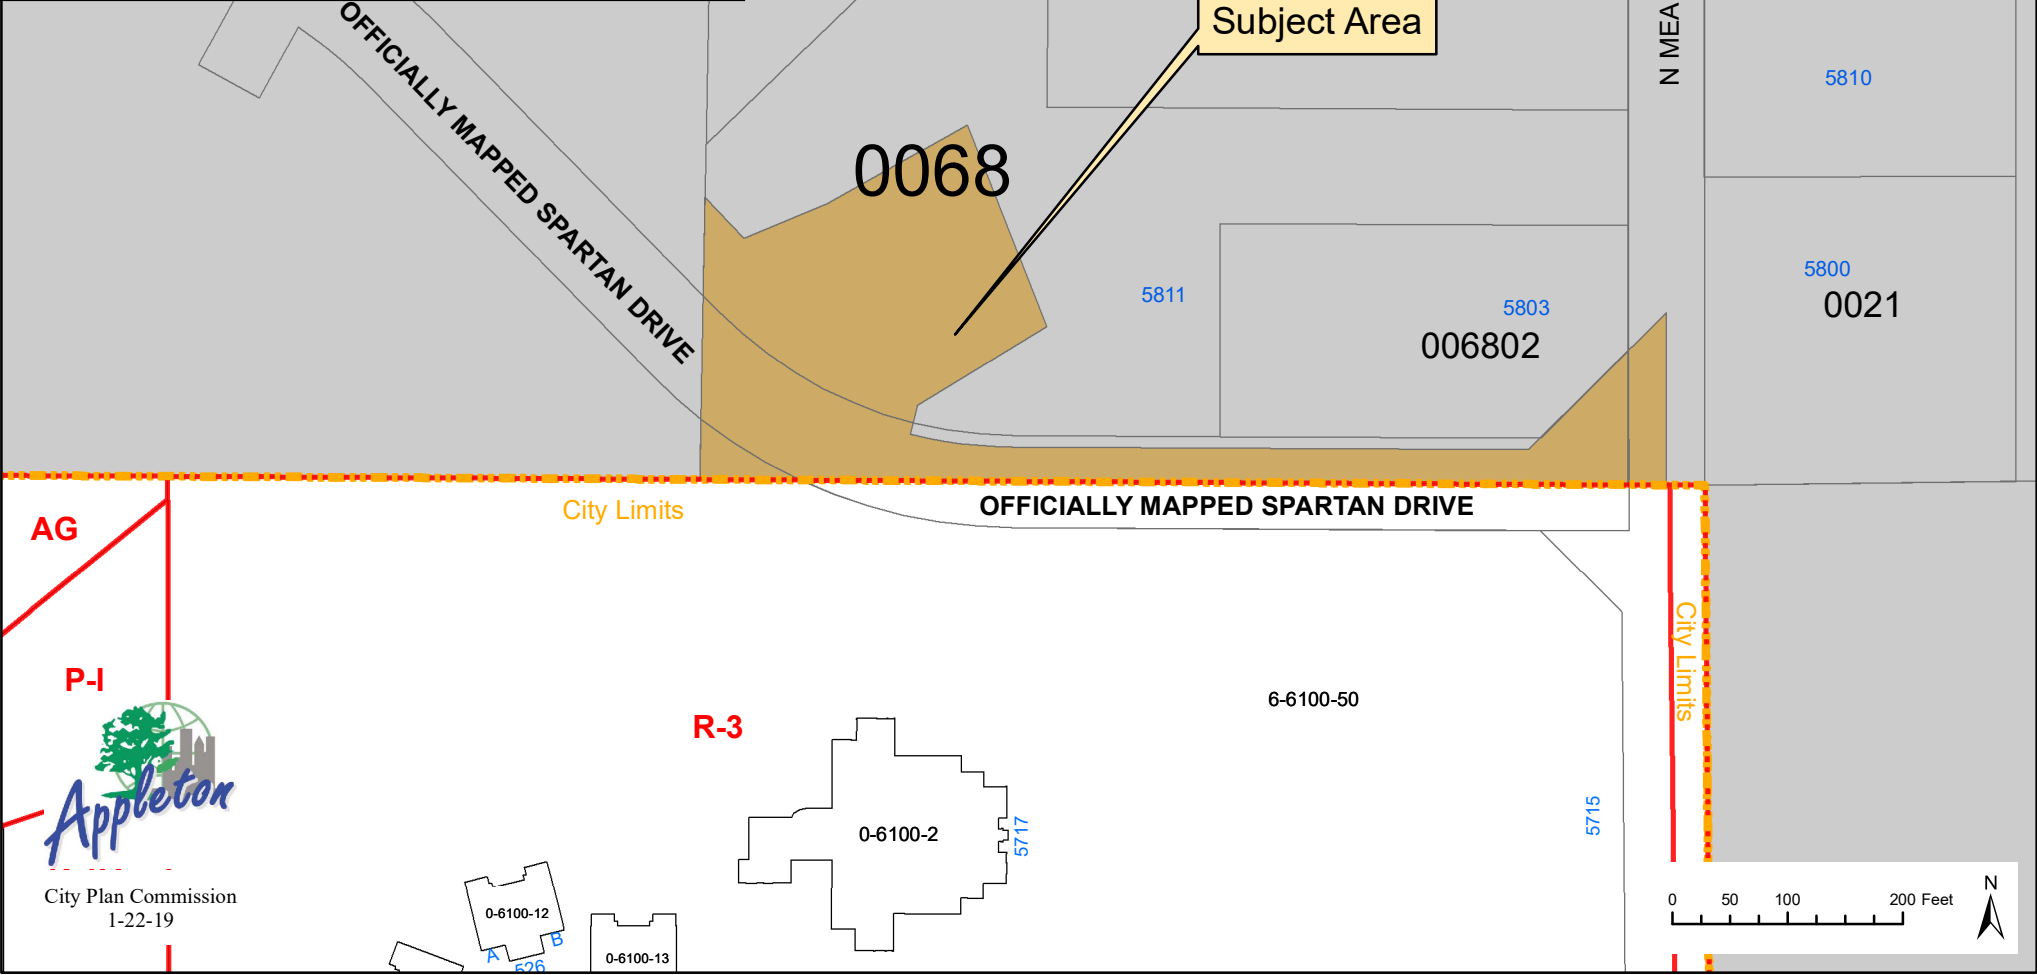 Subject Area
N MEA
OFFICIALLY MAPPED SPARTAN DRIVE
5810
0068
5811
5803
006802
5800
0021
City Limits
OFFICIALLY MAPPED SPARTAN DRIVE
AG
P-I
R-3
6-6100-50
City Limits
5715
0-6100-2
5717
Appleton
City Plan Commission
1-22-19
0-6100-12
A
B
526
0-6100-13
0 50 100 200 Feet
N